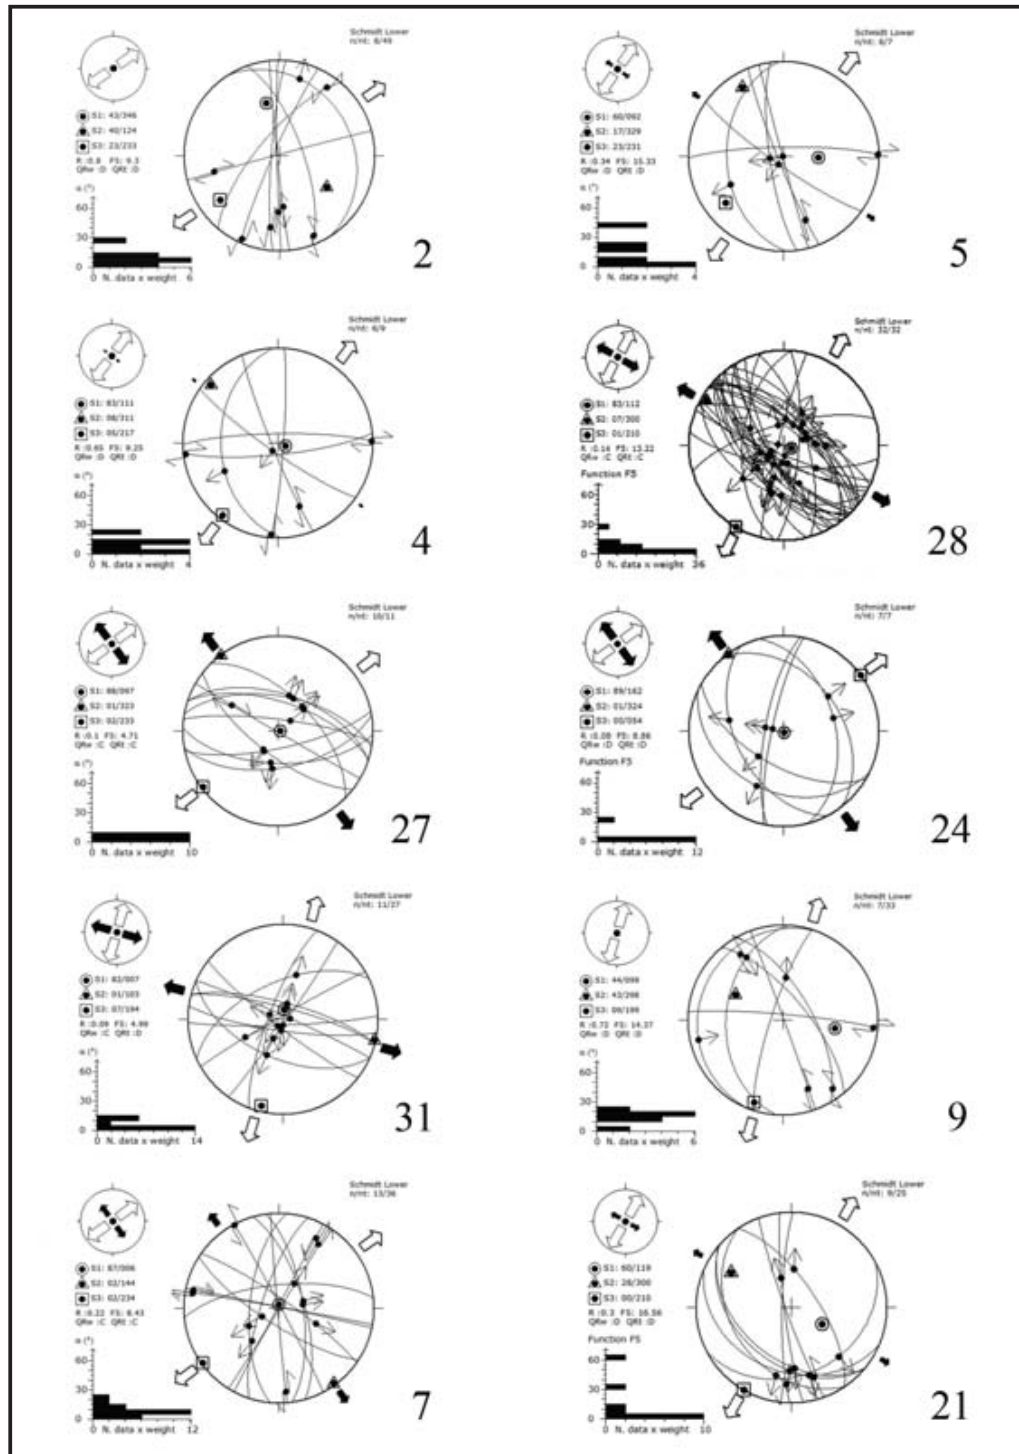 Schmidt Lower
n/nt: 8/49
S1: 43/346
S2: 40/124
S3: 23/233
R :0.8 F5: 9.3
QRw :D QRt :D
α (°)
60
30
0
0 N. data x weight 6
2
Schmidt Lower
n/nt: 6/7
S1: 60/092
S2: 17/329
S3: 23/231
R :0.34 F5: 15.33
QRw :D QRt :D
α (°)
60
30
0
0 N. data x weight 4
5
Schmidt Lower
n/nt: 6/9
S1: 83/111
S2: 08/311
S3: 05/217
R :0.65 F5: 9.25
QRw :D QRt :D
α (°)
60
30
0
0 N. data x weight 4
4
Schmidt Lower
n/nt: 32/32
S1: 83/112
S2: 07/300
S3: 01/210
R :0.14 F5: 13.22
QRw :C QRt :C
Function F5
60
30
0
0 N. data x weight 26
28
Schmidt Lower
n/nt: 10/11
S1: 88/097
S2: 01/323
S3: 02/233
R :0.1 F5: 4.71
QRw :C QRt :C
α (°)
60
30
0
0 N. data x weight 10
27
Schmidt Lower
n/nt: 7/7
S1: 89/162
S2: 01/324
S3: 00/054
R :0.09 F5: 8.86
QRw :D QRt :D
Function F5
60
30
0
0 N. data x weight 12
24
Schmidt Lower
n/nt: 11/27
S1: 82/007
S2: 01/103
S3: 07/194
R :0.09 F5: 4.99
QRw :C QRt :D
α (°)
60
30
0
0 N. data x weight 14
31
Schmidt Lower
n/nt: 7/33
S1: 44/099
S2: 43/298
S3: 09/199
R :0.72 F5: 14.37
QRw :D QRt :D
α (°)
60
30
0
0 N. data x weight 6
9
Schmidt Lower
n/nt: 13/36
S1: 87/006
S2: 02/144
S3: 02/234
R :0.22 F5: 8.43
QRw :C QRt :C
α (°)
60
30
0
0 N. data x weight 12
N
7
Schmidt Lower
n/nt: 9/25
S1: 60/119
S2: 28/300
S3: 00/210
R :0.3 F5: 16.56
QRw :D QRt :D
Function F5
60
30
0
0 N. data x weight 10
21